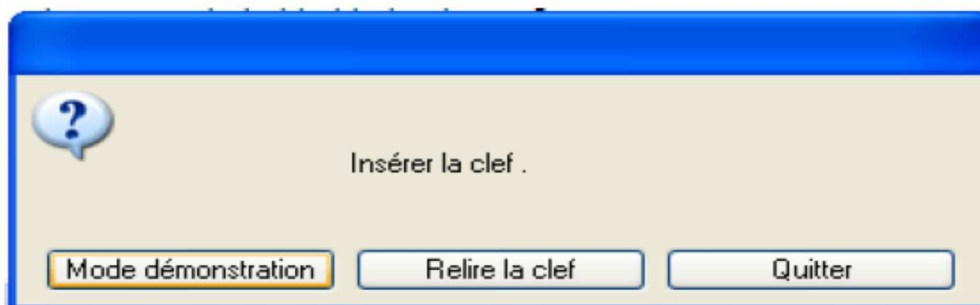 Insérer la clef .
Mode démonstration Relire la clef Quitter